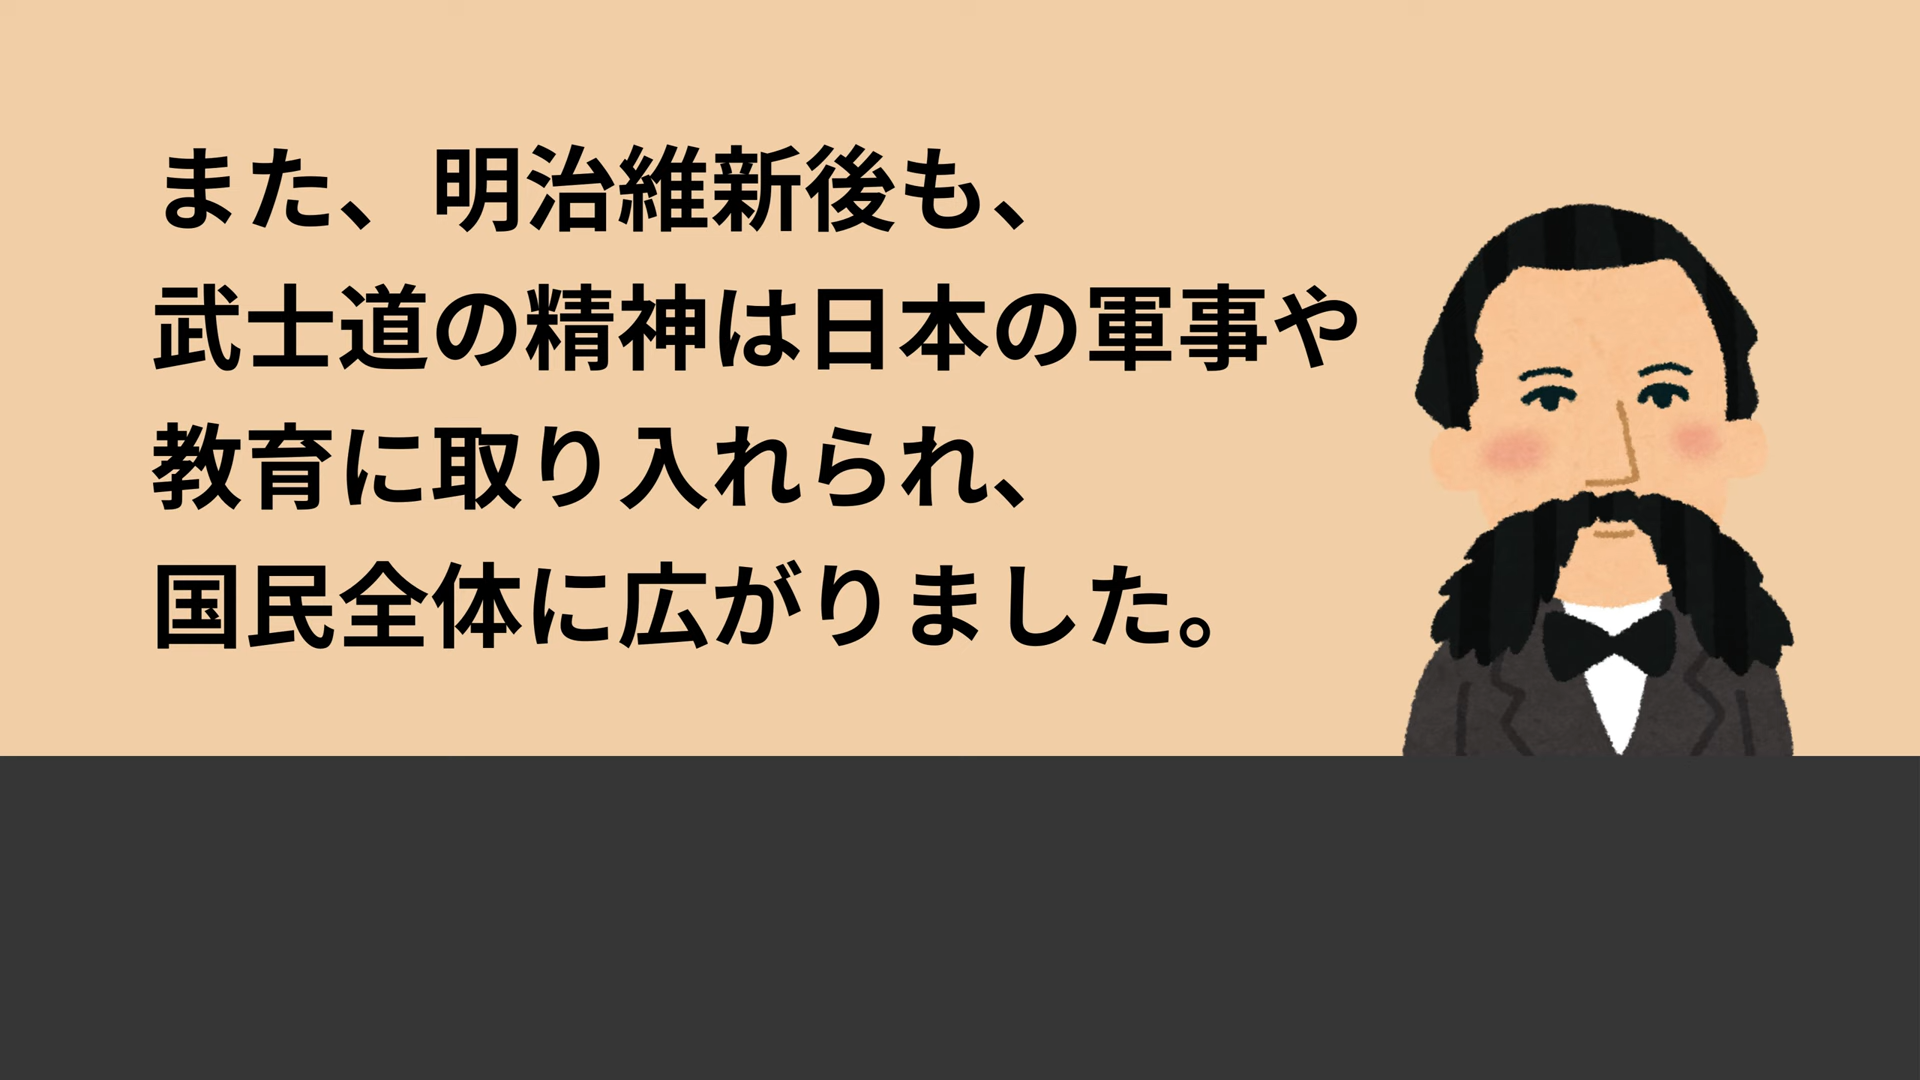 また、明治維新後も、
武士道の精神は日本の軍事や
教育に取り入れられ、
国民全体に広がりました。